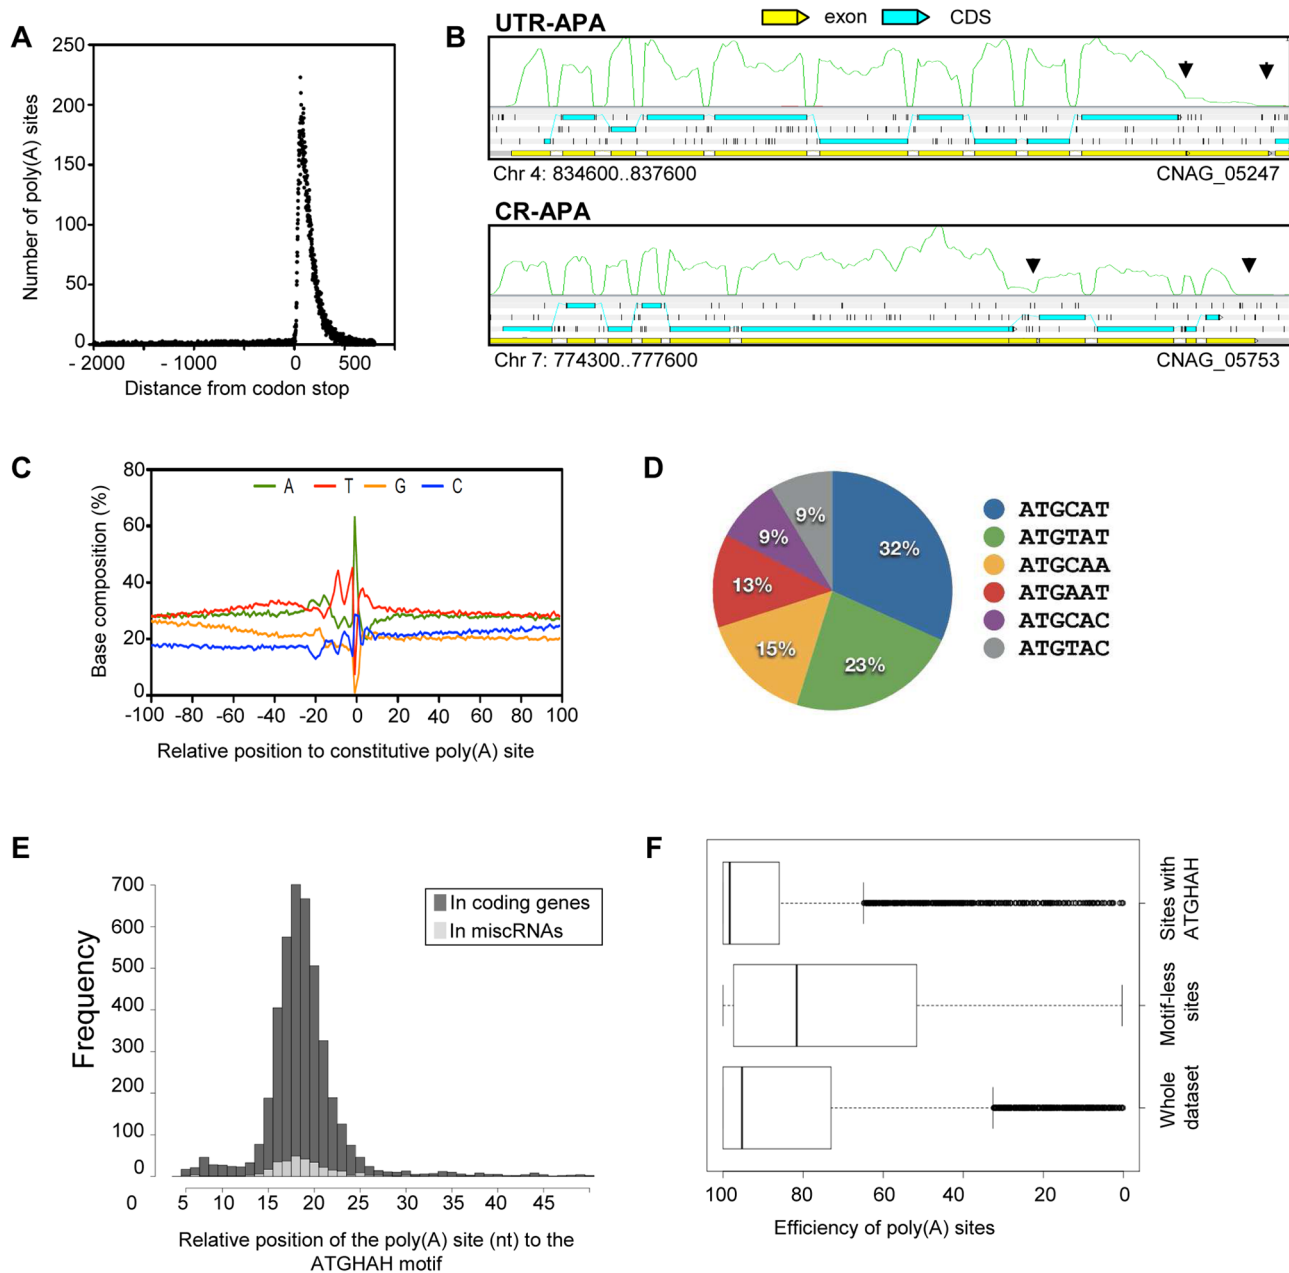 A
250
200
150
100
50
0
Number of poly(A) sites
- 2000
- 1000
0
500
Distance from codon stop
B
UTR-APA
exon
CDS
Chr 4: 834600..837600
CNAG_05247
CR-APA
Chr 7: 774300..7777600
CNAG_05753
C
80
60
40
20
0
Base composition (%)
A
T
G
C
-100 -80 -60 -40 -20 0 20 40 60 80 100
Relative position to constitutive poly(A) site
D
32%
23%
15%
13%
9%
9%
ATGCAT
ATGTAT
ATGCAA
ATGAAT
ATGCAC
ATGTAC
E
700
600
500
400
300
200
100
0
Frequency
In coding genes
In miscRNAs
0 5 10 15 20 25 30 35 40 45
Relative position of the poly(A) site (nt) to the
ATGHAH motif
F
Sites with
ATGHAH
Motif-less
sites
Whole
dataset
100 80 60 40 20 0
Efficiency of poly(A) sites